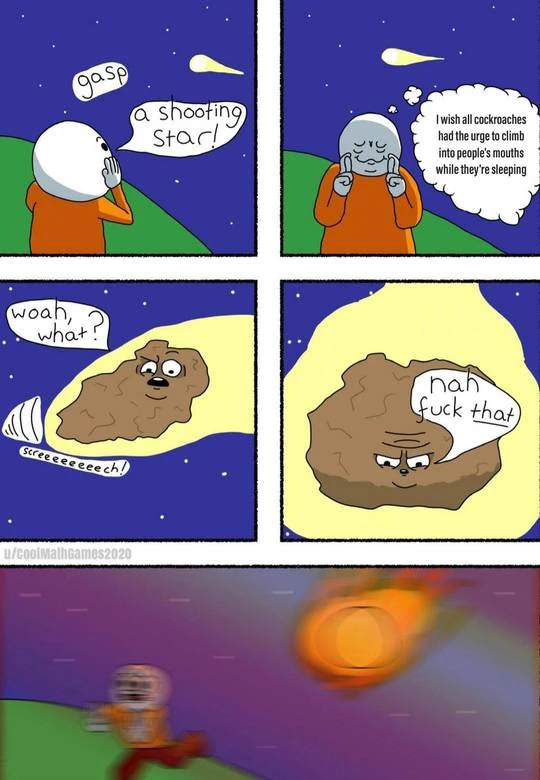 gasp
a shooting
star!
I wish all cockroaches
had the urge to climb
into people's mouths
while they're sleeping
woah,
what?
screeeeeeeech!
nah
fuck that
u/CoolMathGames2020